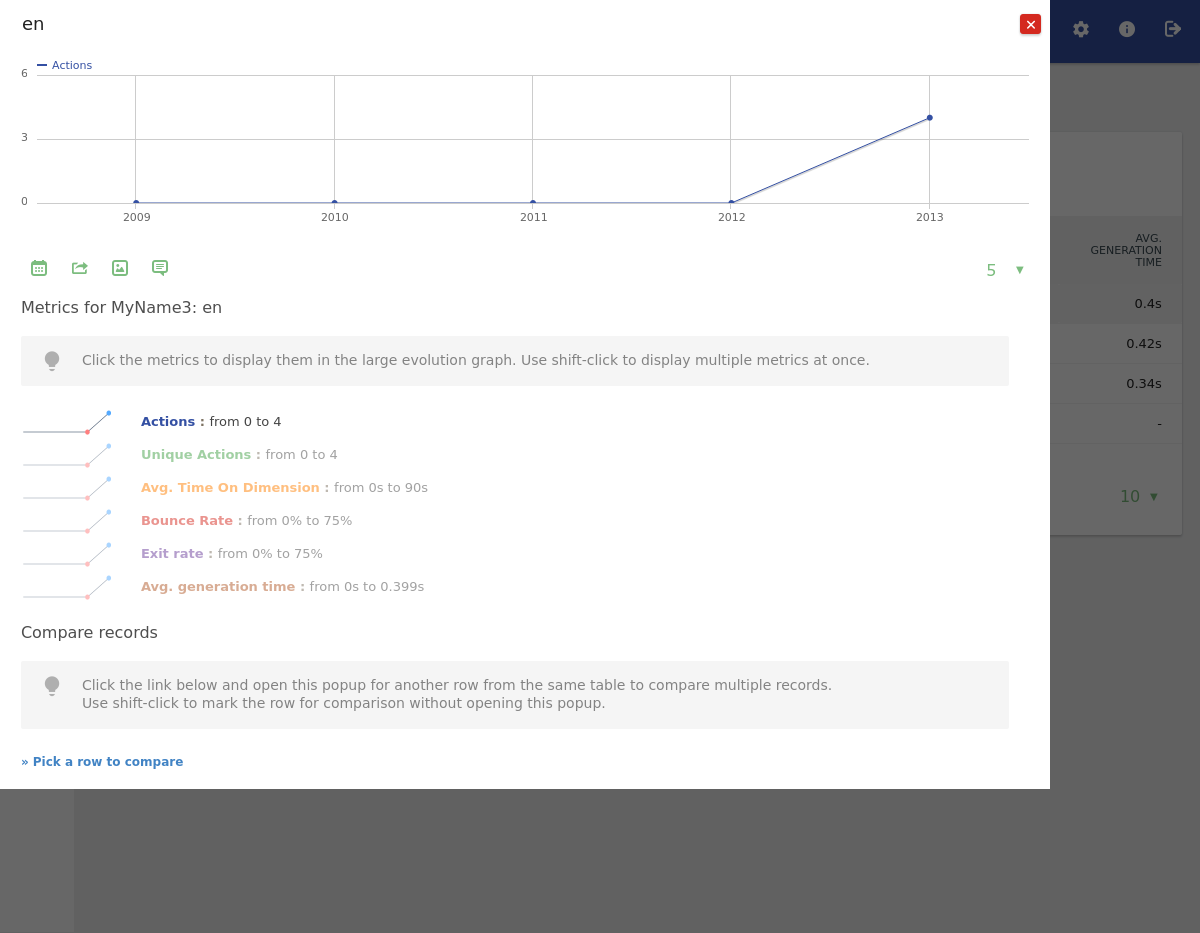 en
Actions
6
3
0
2009 2010 2011 2012 2013
5 ▼
Metrics for MyName3: en
Click the metrics to display them in the large evolution graph. Use shift-click to display multiple metrics at once.
Actions : from 0 to 4
Unique Actions : from 0 to 4
Avg. Time On Dimension : from 0s to 90s
Bounce Rate : from 0% to 75%
Exit rate : from 0% to 75%
Avg. generation time : from 0s to 0.399s
Compare records
Click the link below and open this popup for another row from the same table to compare multiple records.
Use shift-click to mark the row for comparison without opening this popup.
» Pick a row to compare
AVG.
GENERATION
TIME
0.4s
0.42s
0.34s
-
10 ▼